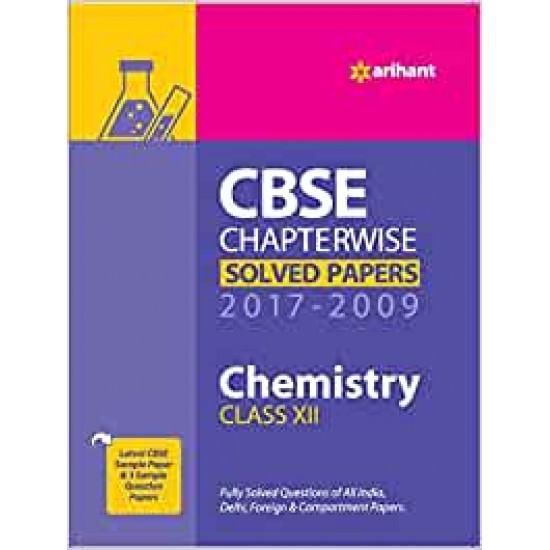 arihant
CBSE
CHAPTERWISE
SOLVED PAPERS
2017-2009
Chemistry
CLASS XII
Latest CBSE
Sample Paper
& 3 Sample
Question
Papers
Fully Solved Questions of All India,
Delhi, Foreign & Compartment Papers.